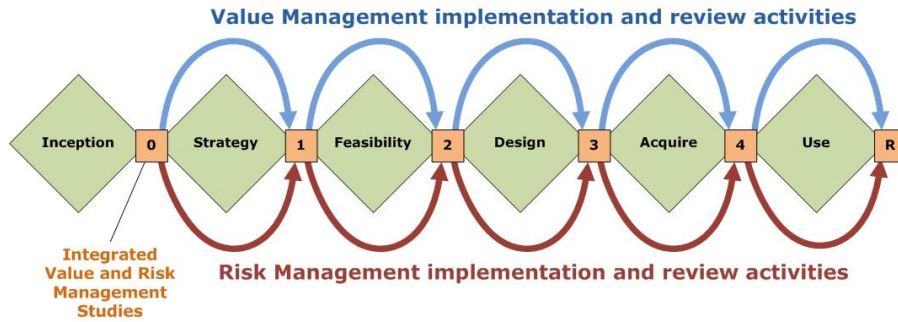 Value Management implementation and review activities
Inception 0 Strategy 1 Feasibility 2 Design 3 Acquire 4 Use R
Integrated
Value and Risk
Management
Studies
Risk Management implementation and review activities